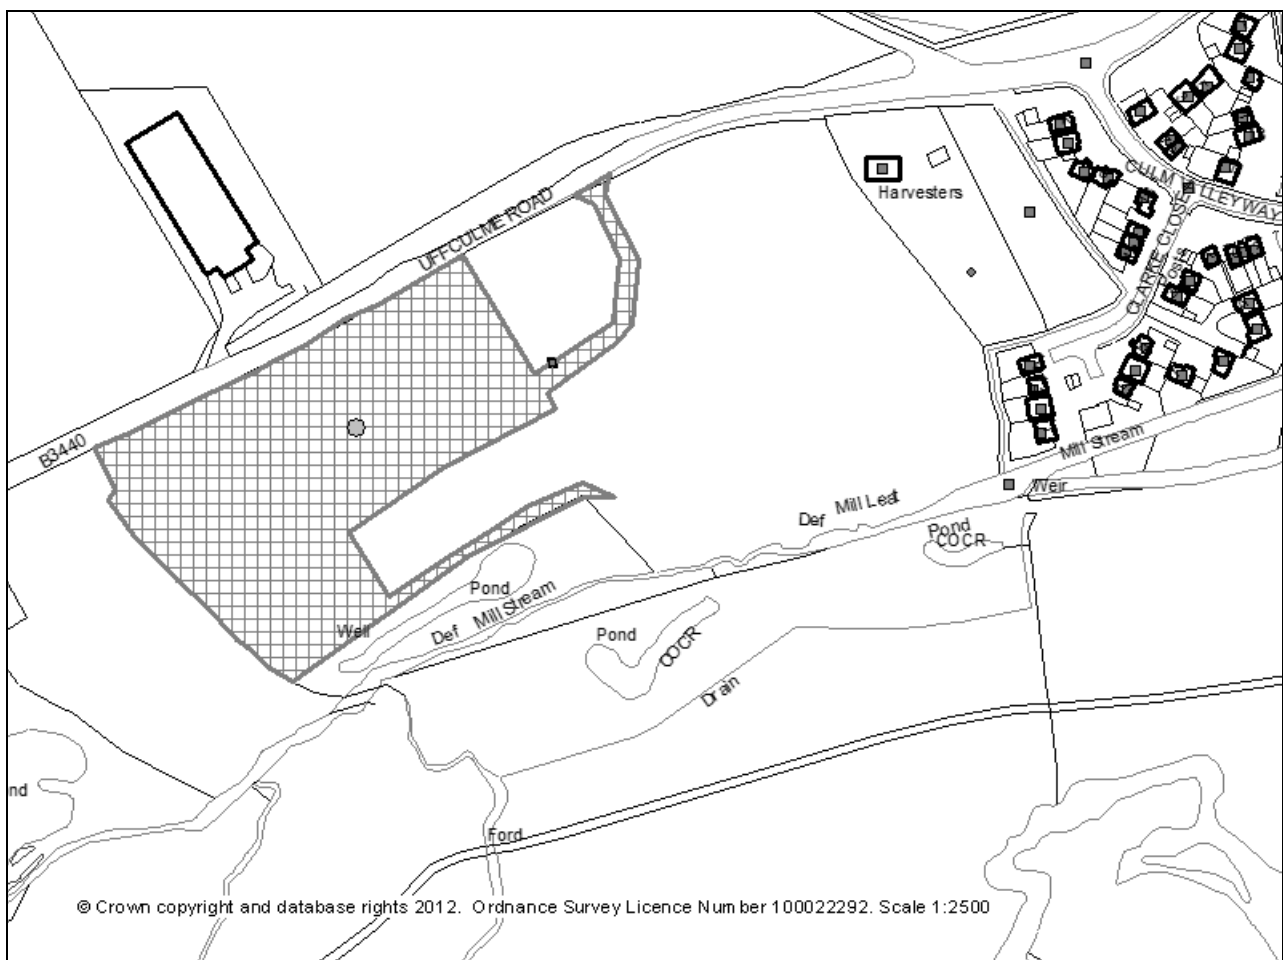 CULM VALLEY WAY
Harvesters
CLARKE CLOSE
Posts
UFFCULME ROAD
B3440
Mill Stream
Weir
Mill Leat
Def
Pond
COCR
Pond
Mill Stream
Def
Well
Pond
COCR
Drain
nd
Ford
© Crown copyright and database rights 2012. Ordnance Survey Licence Number 100022292. Scale 1:2500